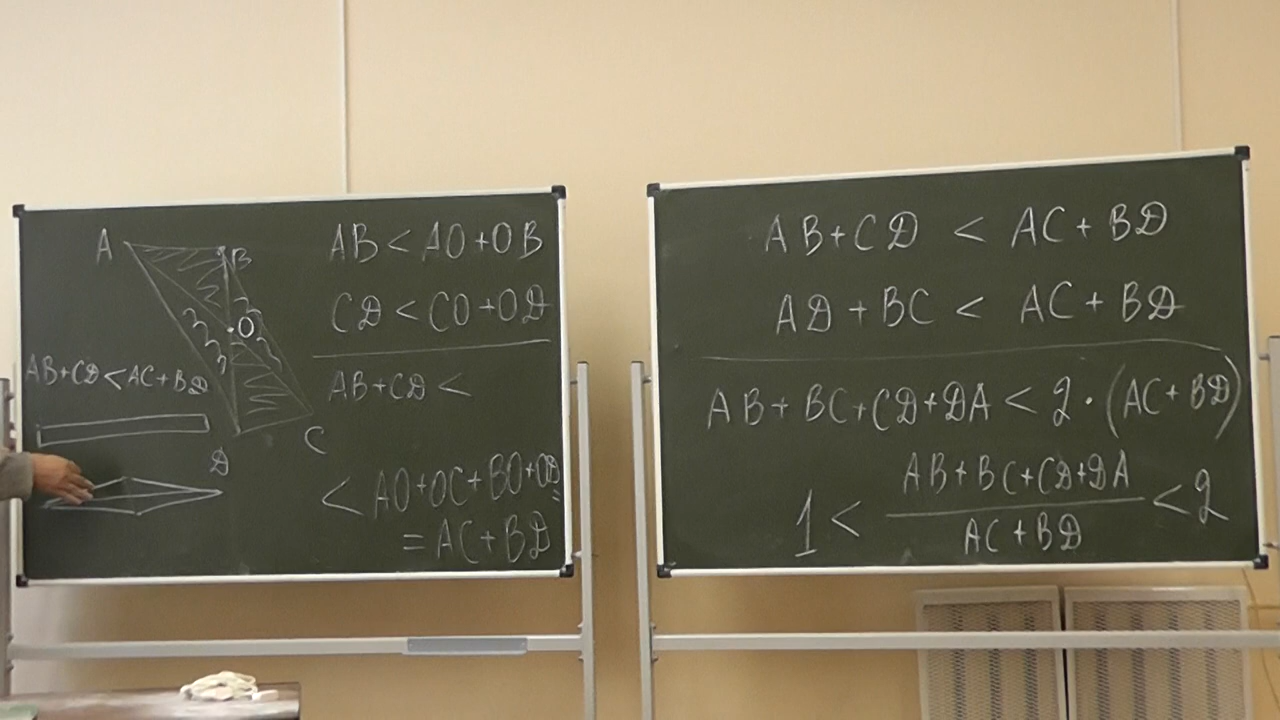 A
B
O
C
D
AB+CD<AC+BD
AB < AO+OB
CD < CO+OD
AB+CD <
< AO+OC+BO+OD=
= AC+BD
AB+CD < AC+BD
AD+BC < AC+BD
AB+BC+CD+DA < 2·(AC+BD)
1 < AB+BC+CD+DA / AC+BD < 2